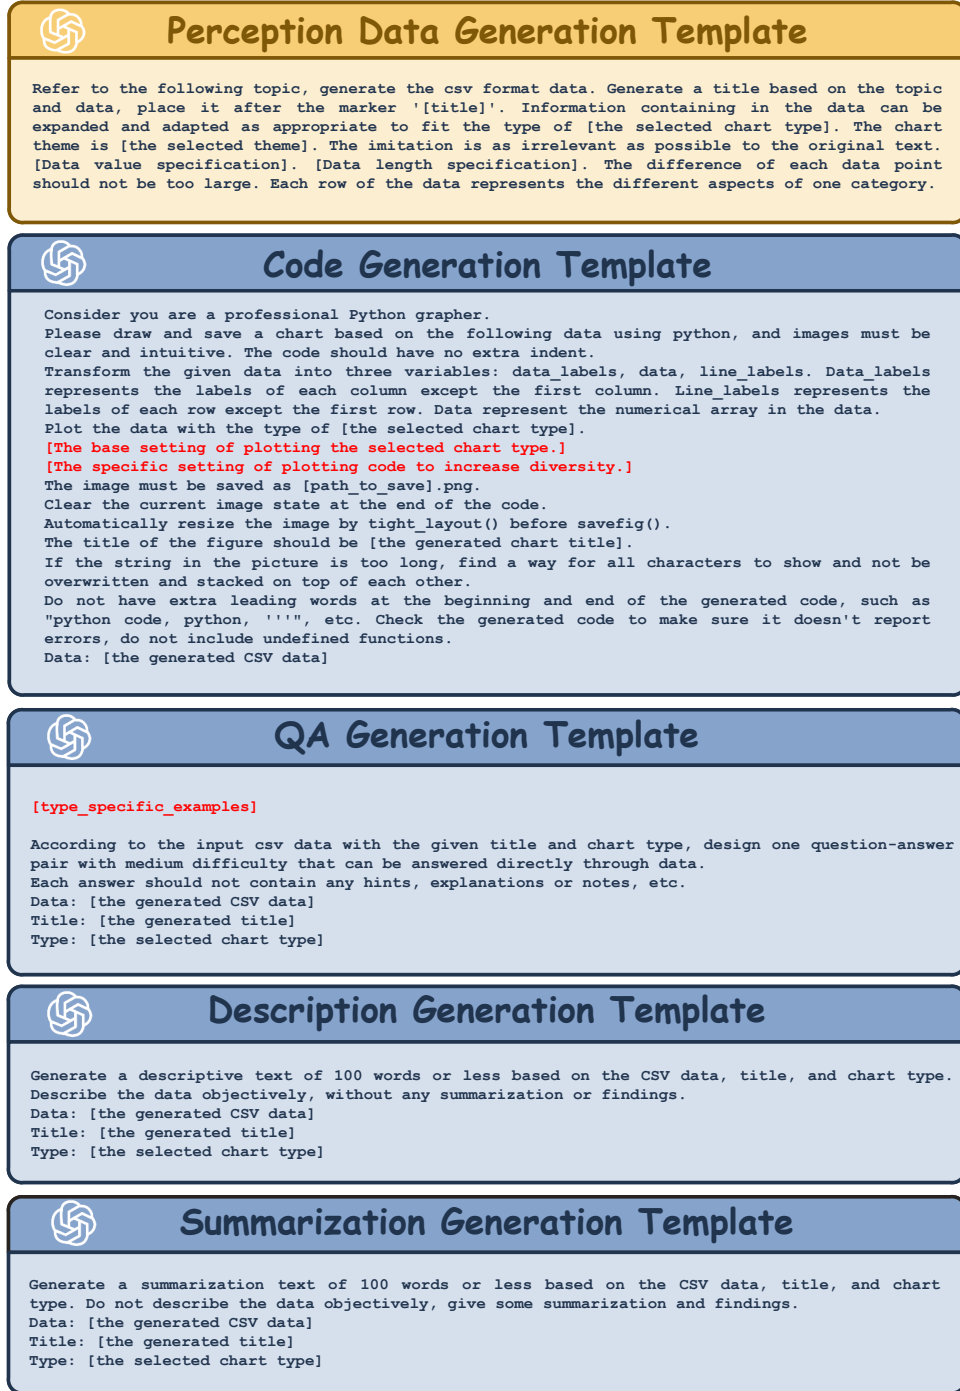 Perception Data Generation Template
Refer to the following topic, generate the csv format data. Generate a title based on the topic
and data, place it after the marker '[title]'. Information containing in the data can be
expanded and adapted as appropriate to fit the type of [the selected chart type]. The chart
theme is [the selected theme]. The imitation is as irrelevant as possible to the original text.
[Data value specification]. [Data length specification]. The difference of each data point
should not be too large. Each row of the data represents the different aspects of one category.
Code Generation Template
Consider you are a professional Python grapher.
Please draw and save a chart based on the following data using python, and images must be
clear and intuitive. The code should have no extra indent.
Transform the given data into three variables: data_labels, data, line_labels. Data_labels
represents the labels of each column except the first column. Line_labels represents the
labels of each row except the first row. Data represent the numerical array in the data.
Plot the data with the type of [the selected chart type].
[The base setting of plotting the selected chart type.]
[The specific setting of plotting code to increase diversity.]
The image must be saved as [path_to_save].png.
Clear the current image state at the end of the code.
Automatically resize the image by tight_layout() before savefig().
The title of the figure should be [the generated chart title].
If the string in the picture is too long, find a way for all characters to show and not be
overwritten and stacked on top of each other.
Do not have extra leading words at the beginning and end of the generated code, such as
"python code, python, '''", etc. Check the generated code to make sure it doesn't report
errors, do not include undefined functions.
Data: [the generated CSV data]
QA Generation Template
[type_specific_examples]
According to the input csv data with the given title and chart type, design one question-answer
pair with medium difficulty that can be answered directly through data.
Each answer should not contain any hints, explanations or notes, etc.
Data: [the generated CSV data]
Title: [the generated title]
Type: [the selected chart type]
Description Generation Template
Generate a descriptive text of 100 words or less based on the CSV data, title, and chart type.
Describe the data objectively, without any summarization or findings.
Data: [the generated CSV data]
Title: [the generated title]
Type: [the selected chart type]
Summarization Generation Template
Generate a summarization text of 100 words or less based on the CSV data, title, and chart
type. Do not describe the data objectively, give some summarization and findings.
Data: [the generated CSV data]
Title: [the generated title]
Type: [the selected chart type]